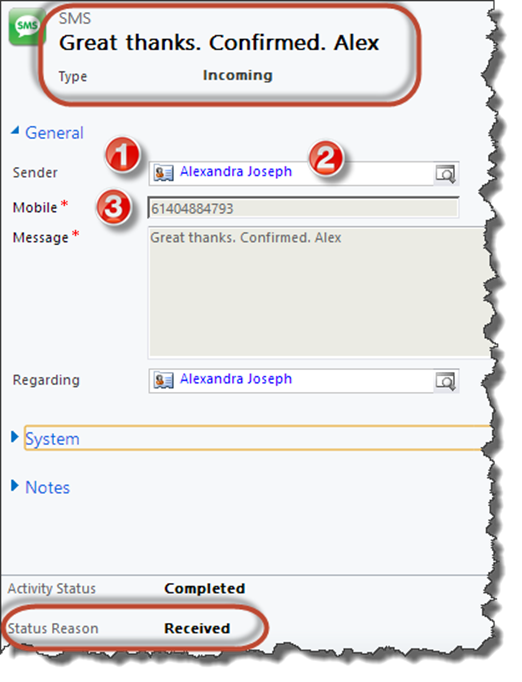 SMS
SMS
Great thanks. Confirmed. Alex
Type Incoming
General
1 2
Sender Alexandra Joseph
Mobile * 3 61404884793
Message * Great thanks. Confirmed. Alex
Regarding Alexandra Joseph
System
Notes
Activity Status Completed
Status Reason Received